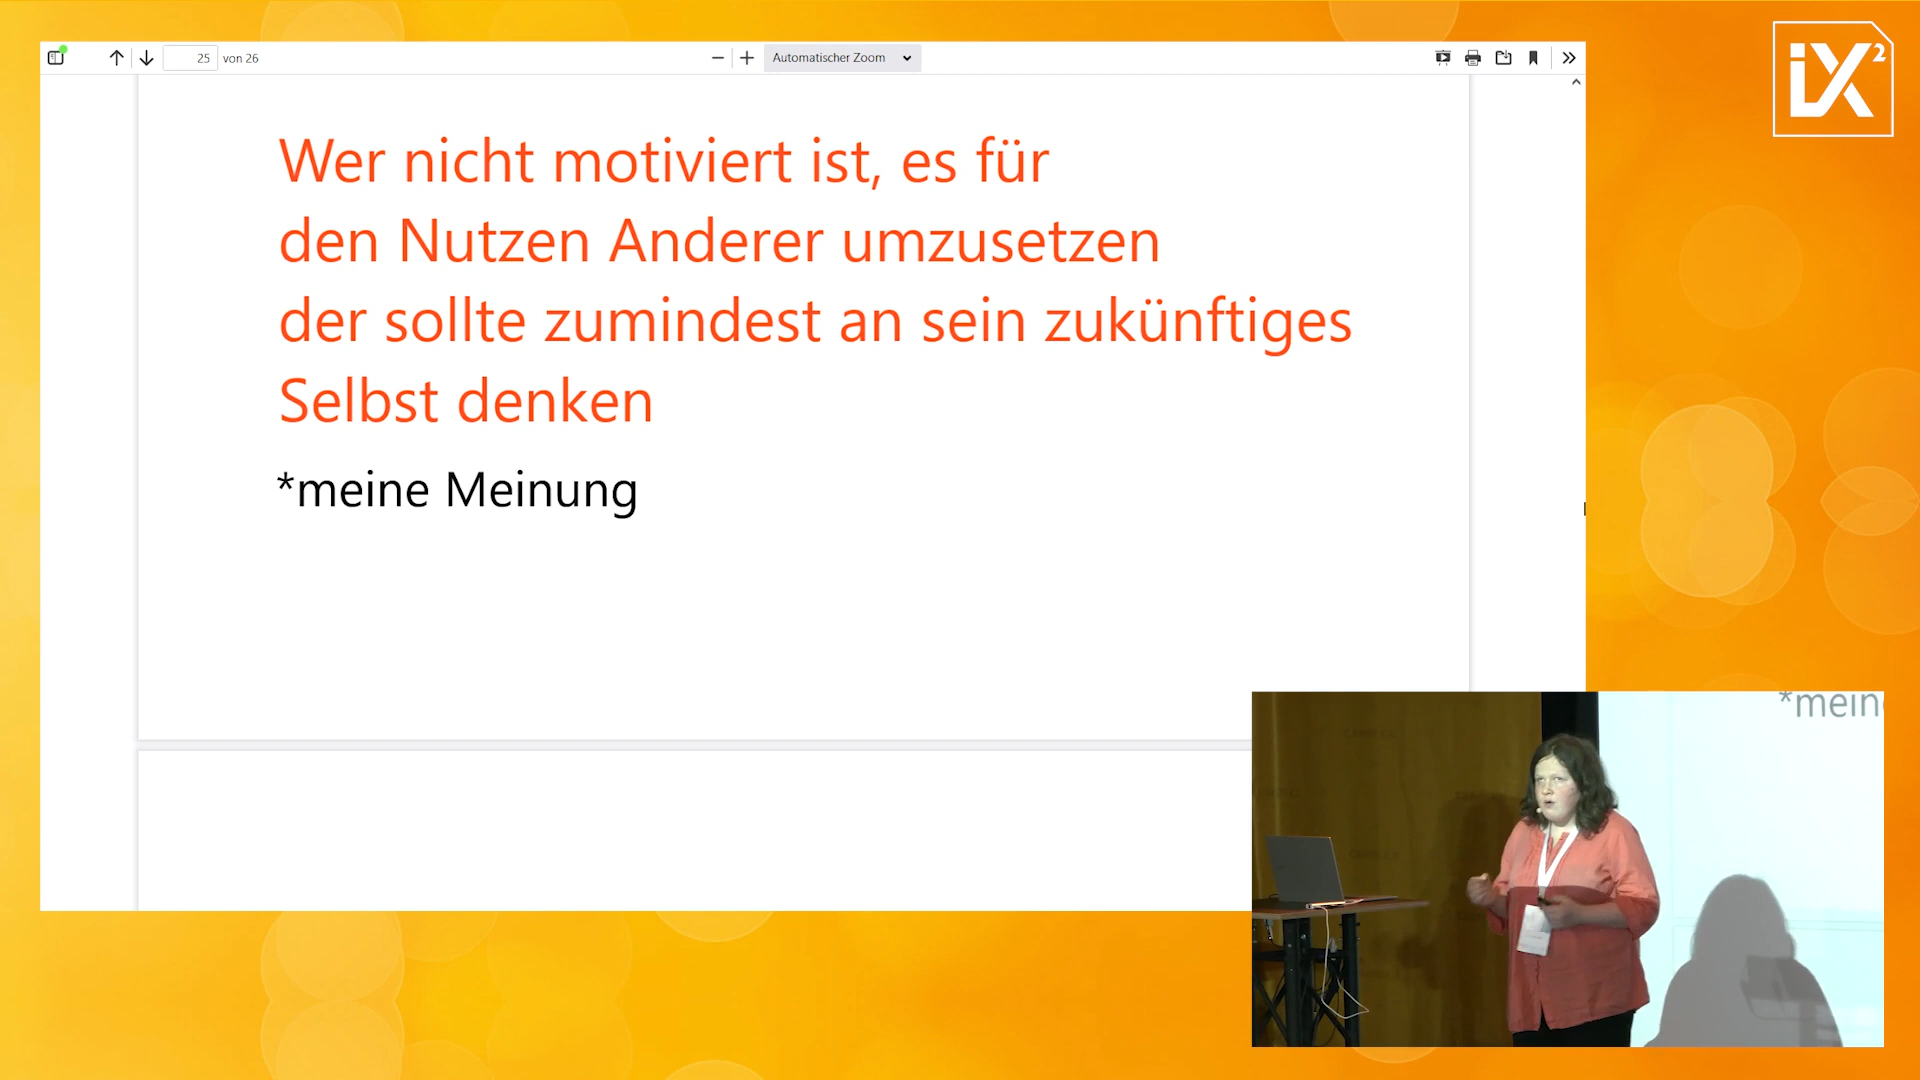 25 von 26
Automatischer Zoom
iX²
Wer nicht motiviert ist, es für
den Nutzen Anderer umzusetzen
der sollte zumindest an sein zukünftiges
Selbst denken
*meine Meinung
*mein